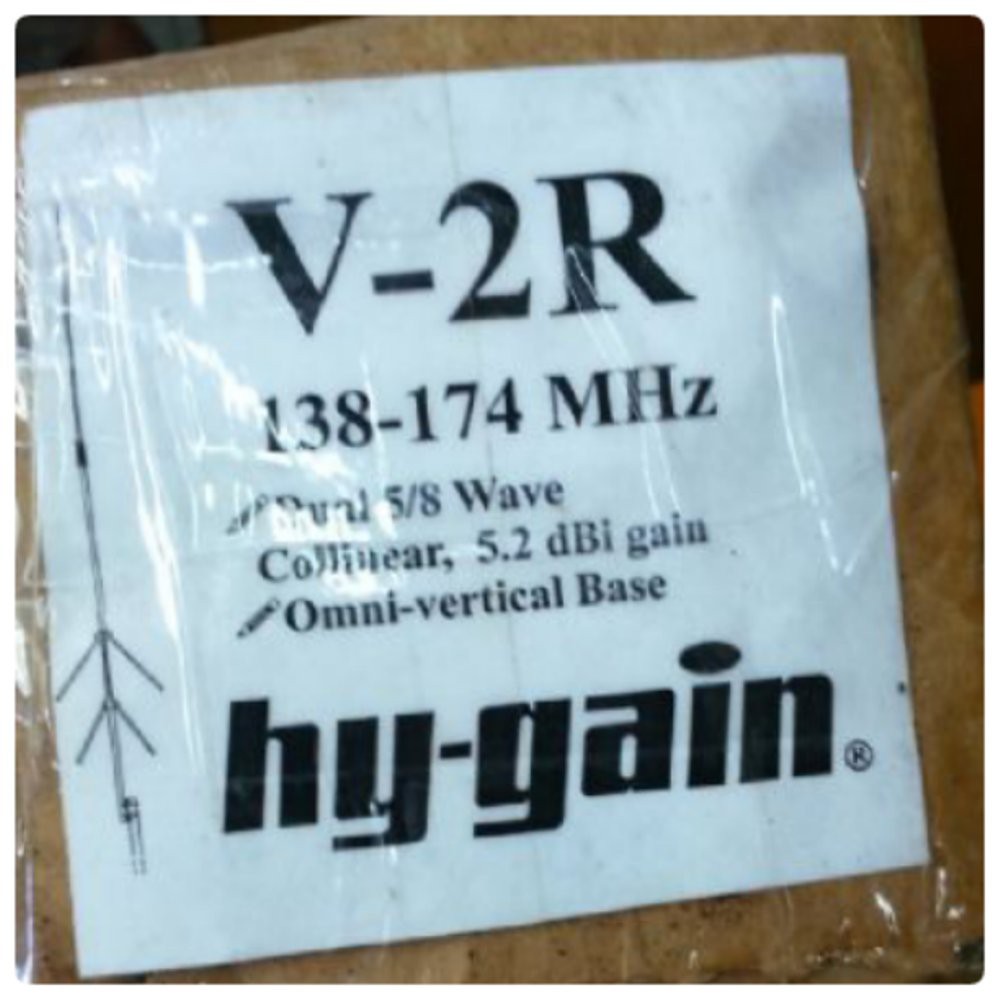 V-2R
138-174 MHz
Dual 5/8 Wave
Collinear, 5.2 dBi gain
Omni-vertical Base
hy-gain®